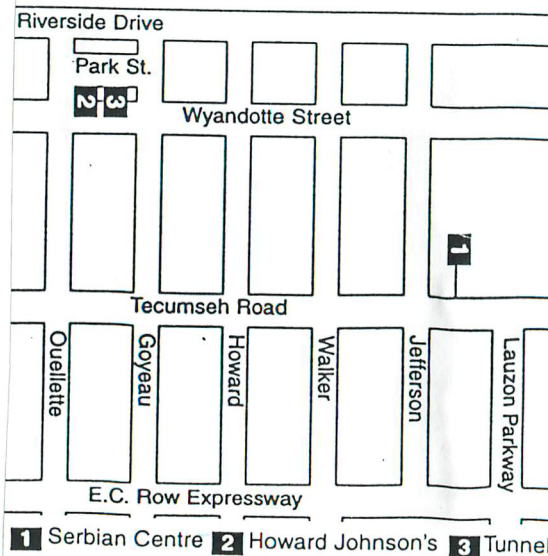 Riverside Drive
Park St.
2 3
Wyandotte Street
1
Tecumseh Road
Ouellette
Goyeau
Howard
Walker
Jefferson
Lauzon Parkway
E.C. Row Expressway
1 Serbian Centre 2 Howard Johnson's 3 Tunnel